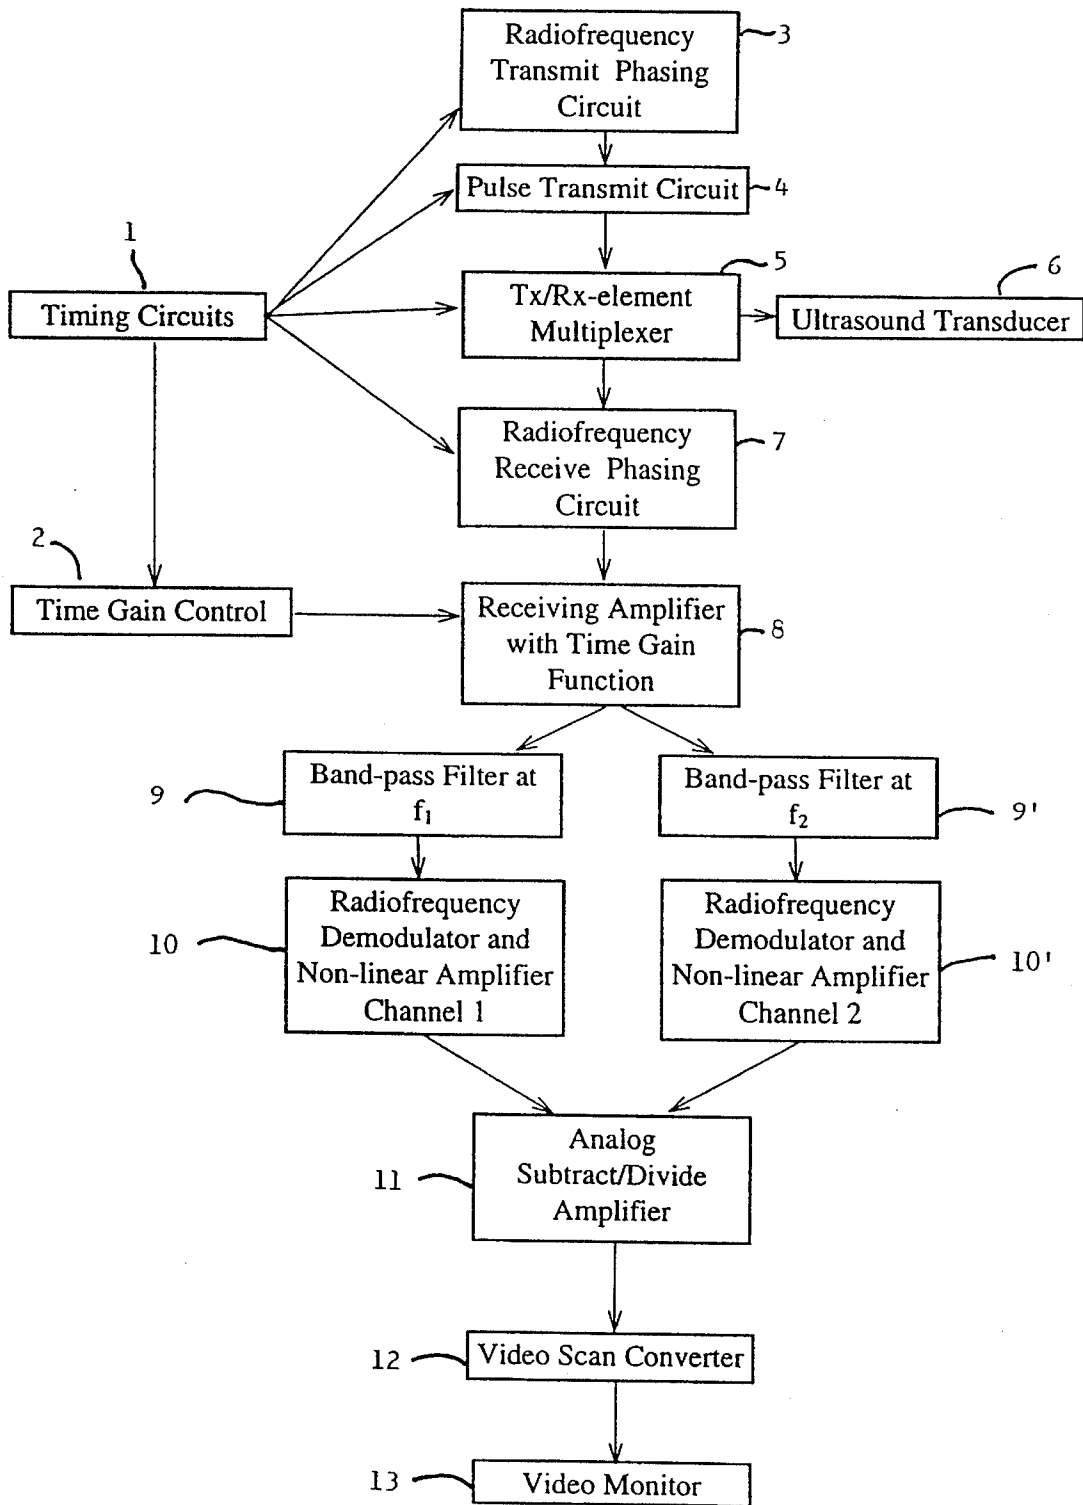 Radiofrequency
Transmit Phasing
Circuit
3
Pulse Transmit Circuit
4
1
Timing Circuits
5
Tx/Rx-element
Multiplexer
6
Ultrasound Transducer
Radiofrequency
Receive Phasing
Circuit
7
2
Time Gain Control
Receiving Amplifier
with Time Gain
Function
8
9
Band-pass Filter at
f₁
Band-pass Filter at
f₂
9'
10
Radiofrequency
Demodulator and
Non-linear Amplifier
Channel 1
Radiofrequency
Demodulator and
Non-linear Amplifier
Channel 2
10'
11
Analog
Subtract/Divide
Amplifier
12
Video Scan Converter
13
Video Monitor